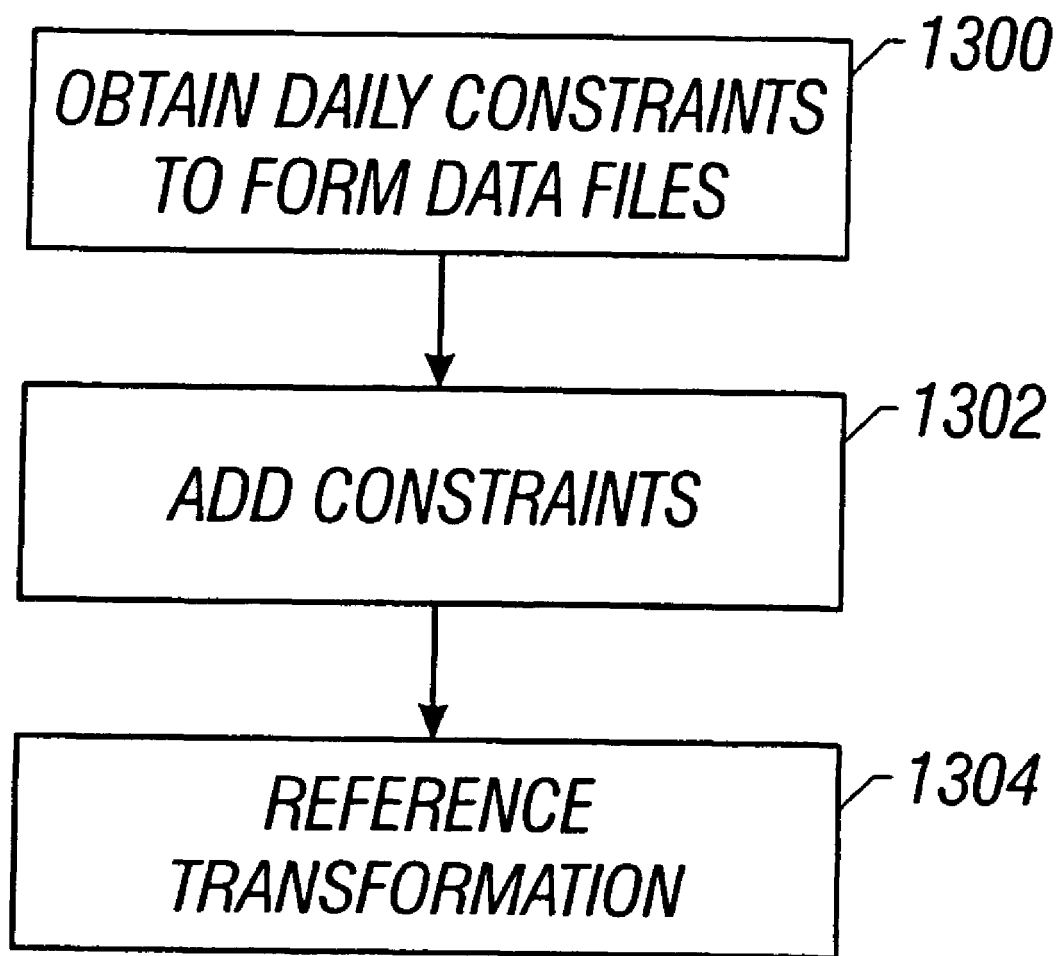 1300
OBTAIN DAILY CONSTRAINTS
TO FORM DATA FILES
1302
ADD CONSTRAINTS
1304
REFERENCE
TRANSFORMATION